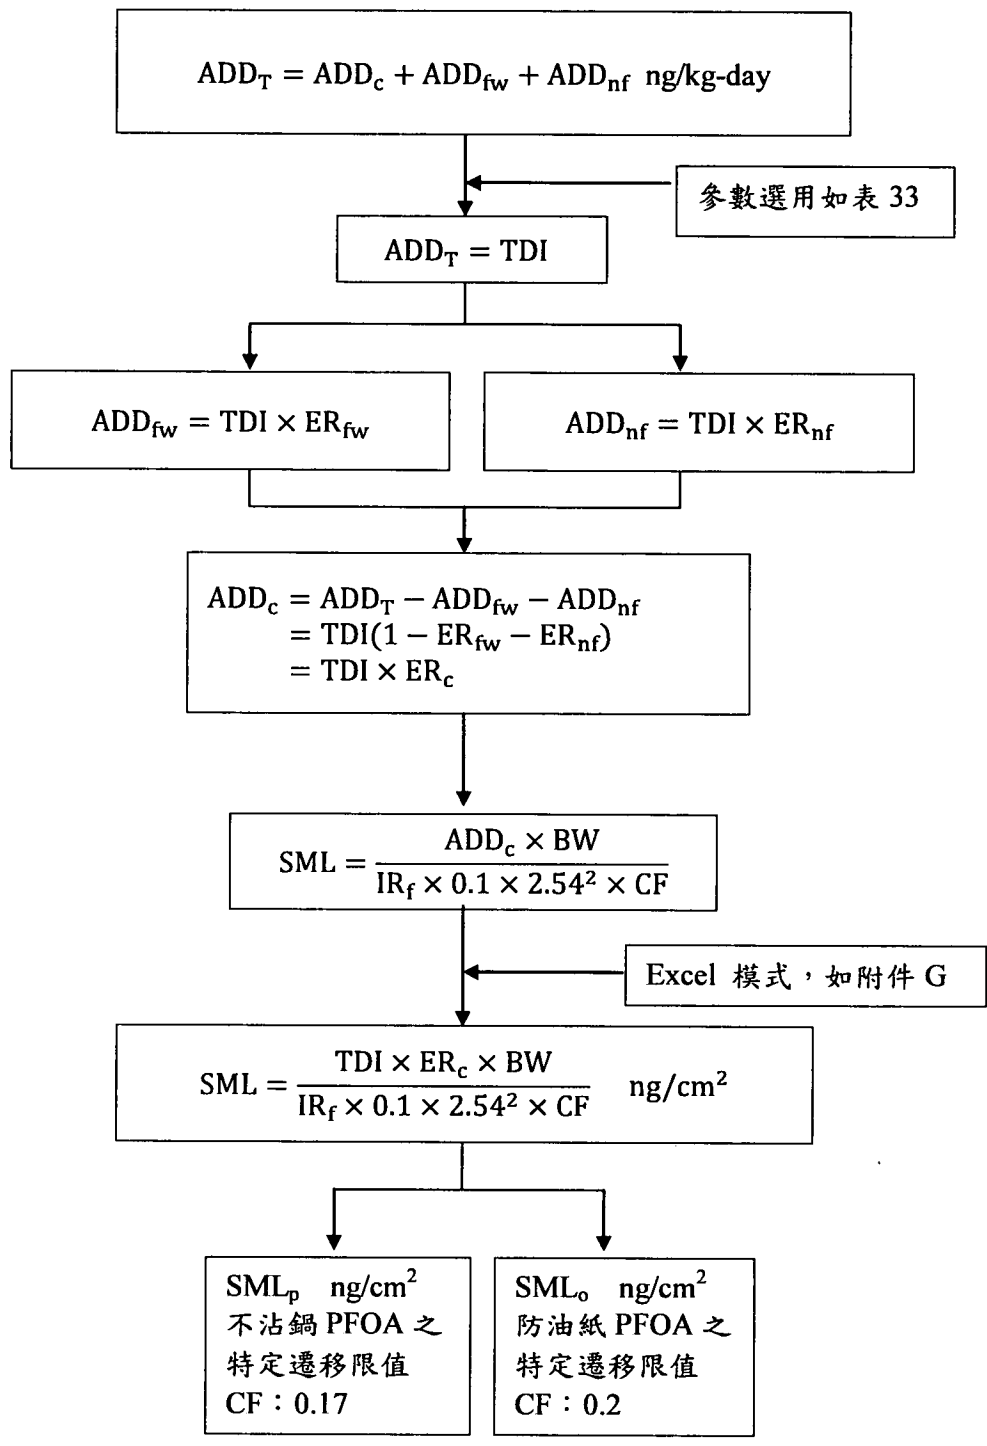 ADD_T = ADD_c + ADD_fw + ADD_nf ng/kg-day
參數選用如表 33
ADD_T = TDI
ADD_fw = TDI × ER_fw
ADD_nf = TDI × ER_nf
ADD_c = ADD_T − ADD_fw − ADD_nf
= TDI(1 − ER_fw − ER_nf)
= TDI × ER_c
SML = (ADD_c × BW) / (IR_f × 0.1 × 2.54² × CF)
Excel 模式，如附件 G
SML = (TDI × ER_c × BW) / (IR_f × 0.1 × 2.54² × CF) ng/cm²
SML_p ng/cm²
不沾鍋 PFOA 之
特定遷移限值
CF：0.17
SML_o ng/cm²
防油紙 PFOA 之
特定遷移限值
CF：0.2